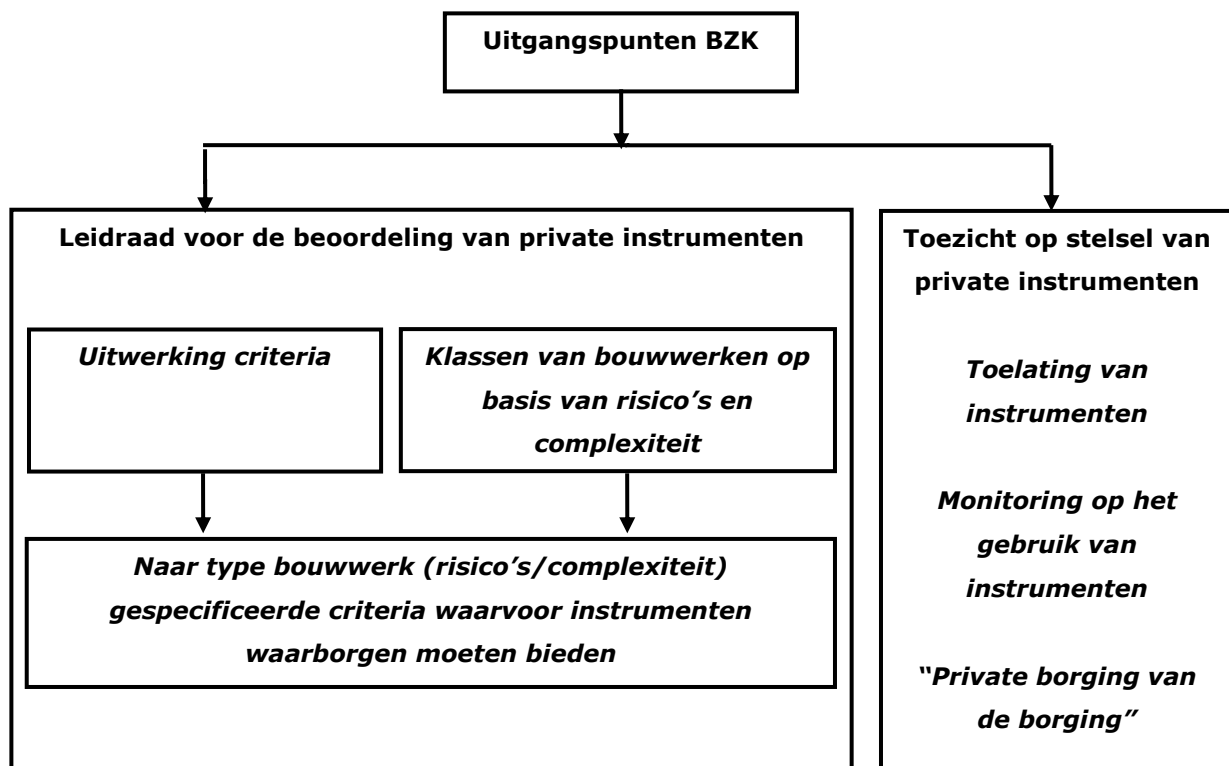 Uitgangspunten BZK
Leidraad voor de beoordeling van private instrumenten
Uitwerking criteria
Klassen van bouwwerken op
basis van risico’s en
complexiteit
Naar type bouwwerk (risico’s/complexiteit)
gespecificeerde criteria waarvoor instrumenten
waarborgen moeten bieden
Toezicht op stelsel van
private instrumenten
Toelating van
instrumenten
Monitoring op het
gebruik van
instrumenten
“Private borging van
de borging”